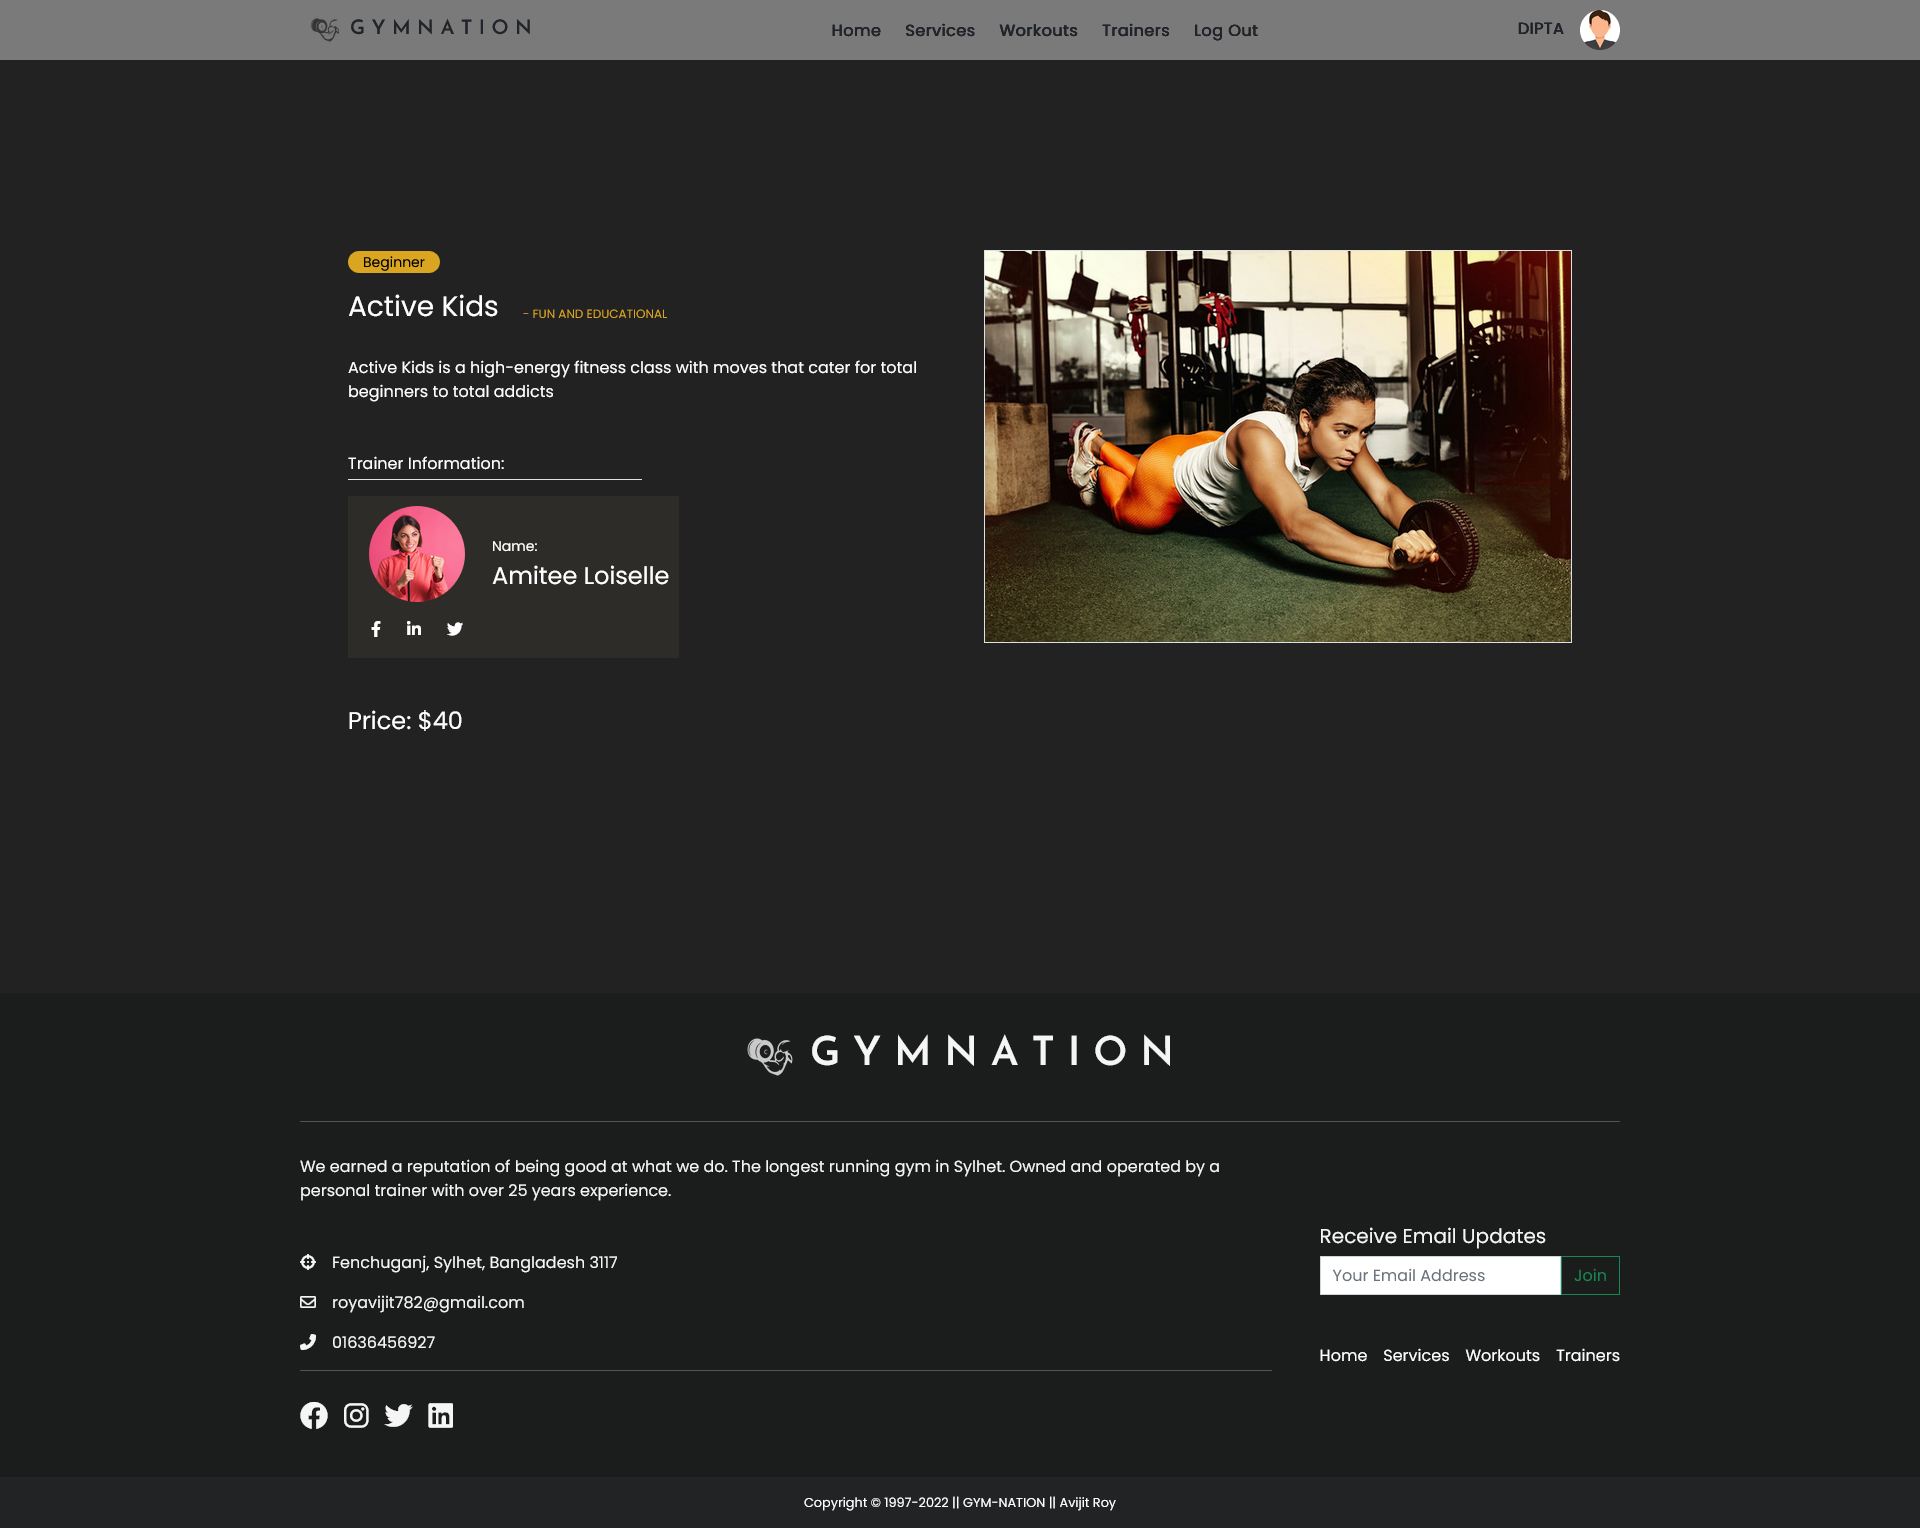 GYMNATION
Home Services Workouts Trainers Log Out
DIPTA
Beginner
Active Kids - FUN AND EDUCATIONAL
Active Kids is a high-energy fitness class with moves that cater for total
beginners to total addicts
Trainer Information:
Name:
Amitee Loiselle
Price: $40
GYMNATION
We earned a reputation of being good at what we do. The longest running gym in Sylhet. Owned and operated by a
personal trainer with over 25 years experience.
Fenchuganj, Sylhet, Bangladesh 3117
royavijit782@gmail.com
01636456927
Receive Email Updates
Your Email Address Join
Home Services Workouts Trainers
Copyright © 1997-2022 || GYM-NATION || Avijit Roy